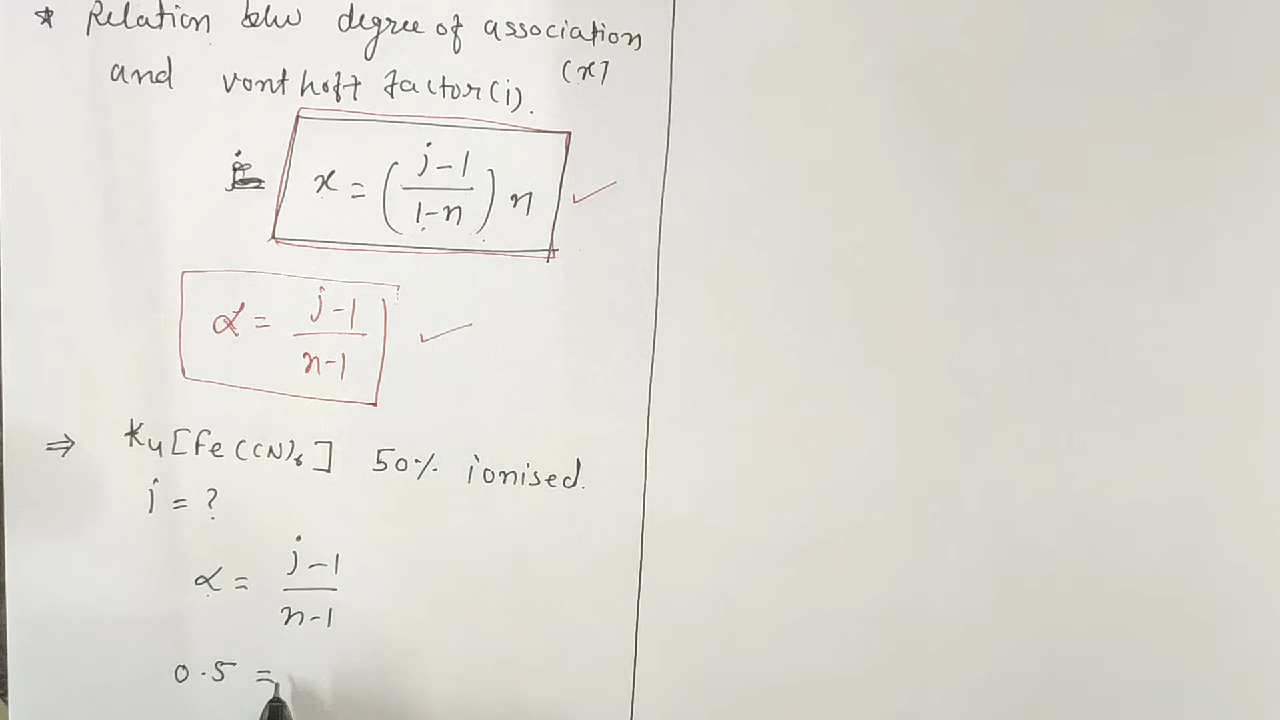 * Relation b/w degree of association
and vont hoff factor(i). (x)
x = (i-1/1-n) n
α = i-1/n-1
⇒ K4[Fe(CN)6] 50% ionised.
i = ?
α = i-1/n-1
0.5 =